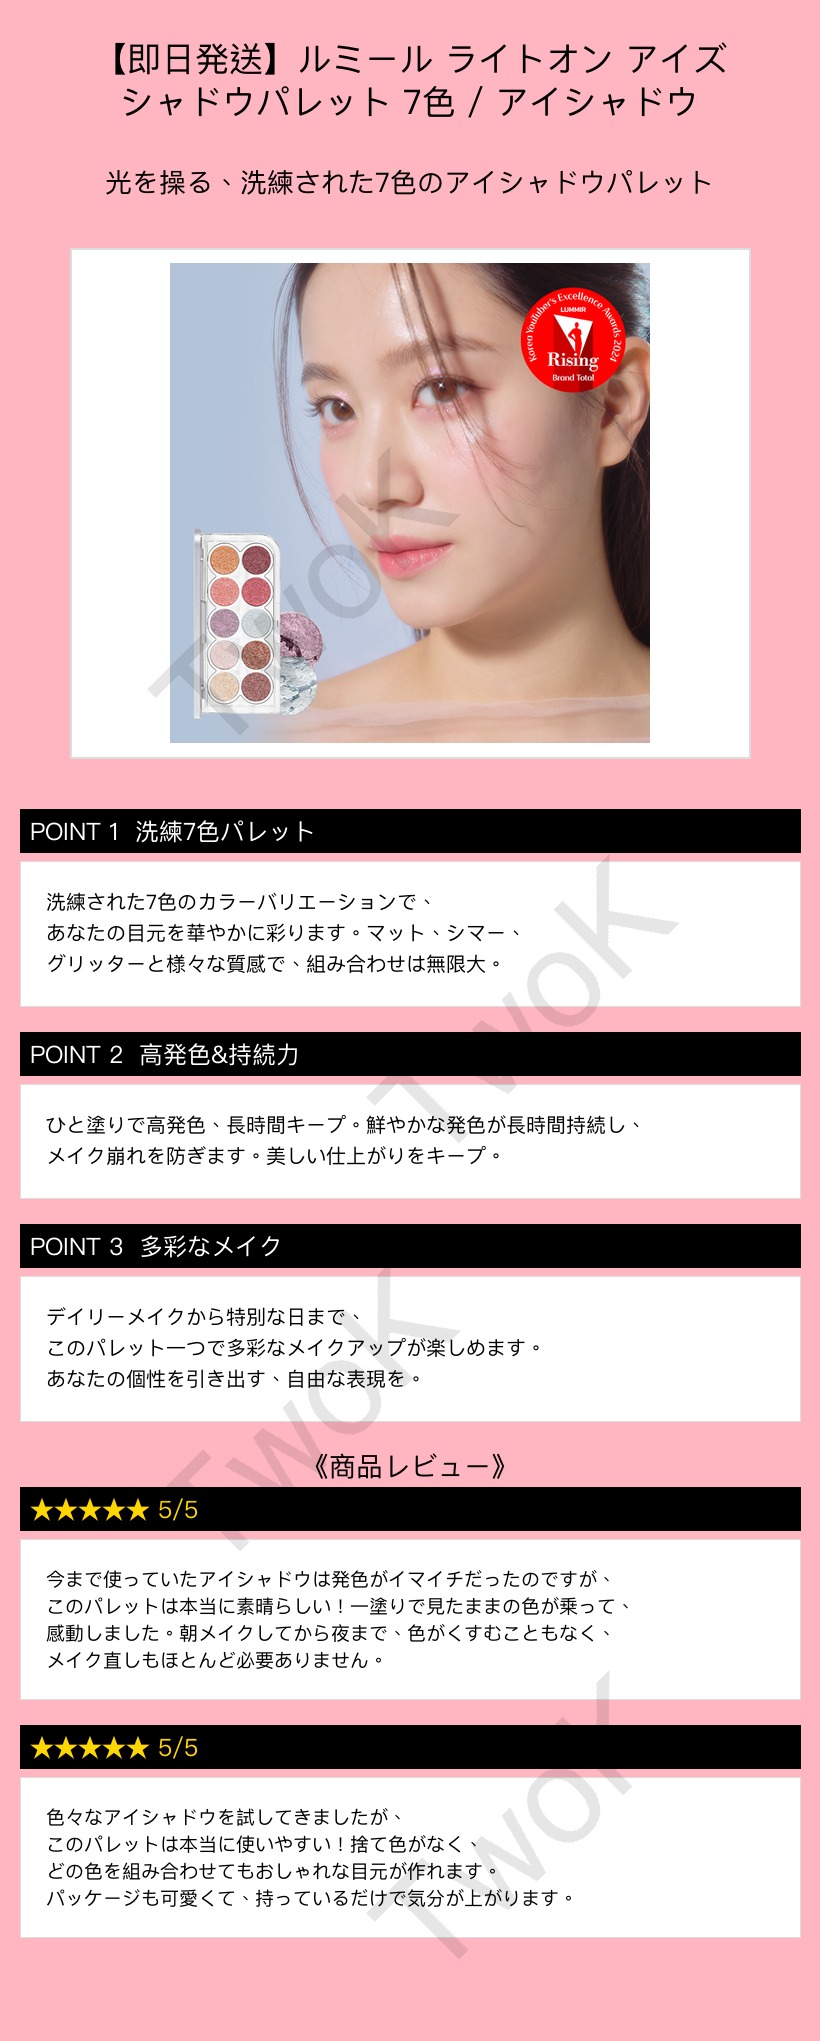 【即日発送】ルミール ライトオン アイズ
シャドウパレット 7色 / アイシャドウ
光を操る、洗練された7色のアイシャドウパレット
Korea YouTuber's Excellence Awards 2024
LUMMIR
Rising
Brand Total
TwoK
POINT 1 洗練7色パレット
洗練された7色のカラーバリエーションで、
あなたの目元を華やかに彩ります。マット、シマー、
グリッターと様々な質感で、組み合わせは無限大。
TwoK
POINT 2 高発色&持続力
ひと塗りで高発色、長時間キープ。鮮やかな発色が長時間持続し、
メイク崩れを防ぎます。美しい仕上がりをキープ。
POINT 3 多彩なメイク
デイリーメイクから特別な日まで、
このパレット一つで多彩なメイクアップが楽しめます。
あなたの個性を引き出す、自由な表現を。
TwoK
《商品レビュー》
★★★★★ 5/5
今まで使っていたアイシャドウは発色がイマイチだったのですが、
このパレットは本当に素晴らしい！一塗りで見たままの色が乗って、
感動しました。朝メイクしてから夜まで、色がくすむこともなく、
メイク直しもほとんど必要ありません。
★★★★★ 5/5
色々なアイシャドウを試してきましたが、
このパレットは本当に使いやすい！捨て色がなく、
どの色を組み合わせてもおしゃれな目元が作れます。
パッケージも可愛くて、持っているだけで気分が上がります。
TwoK